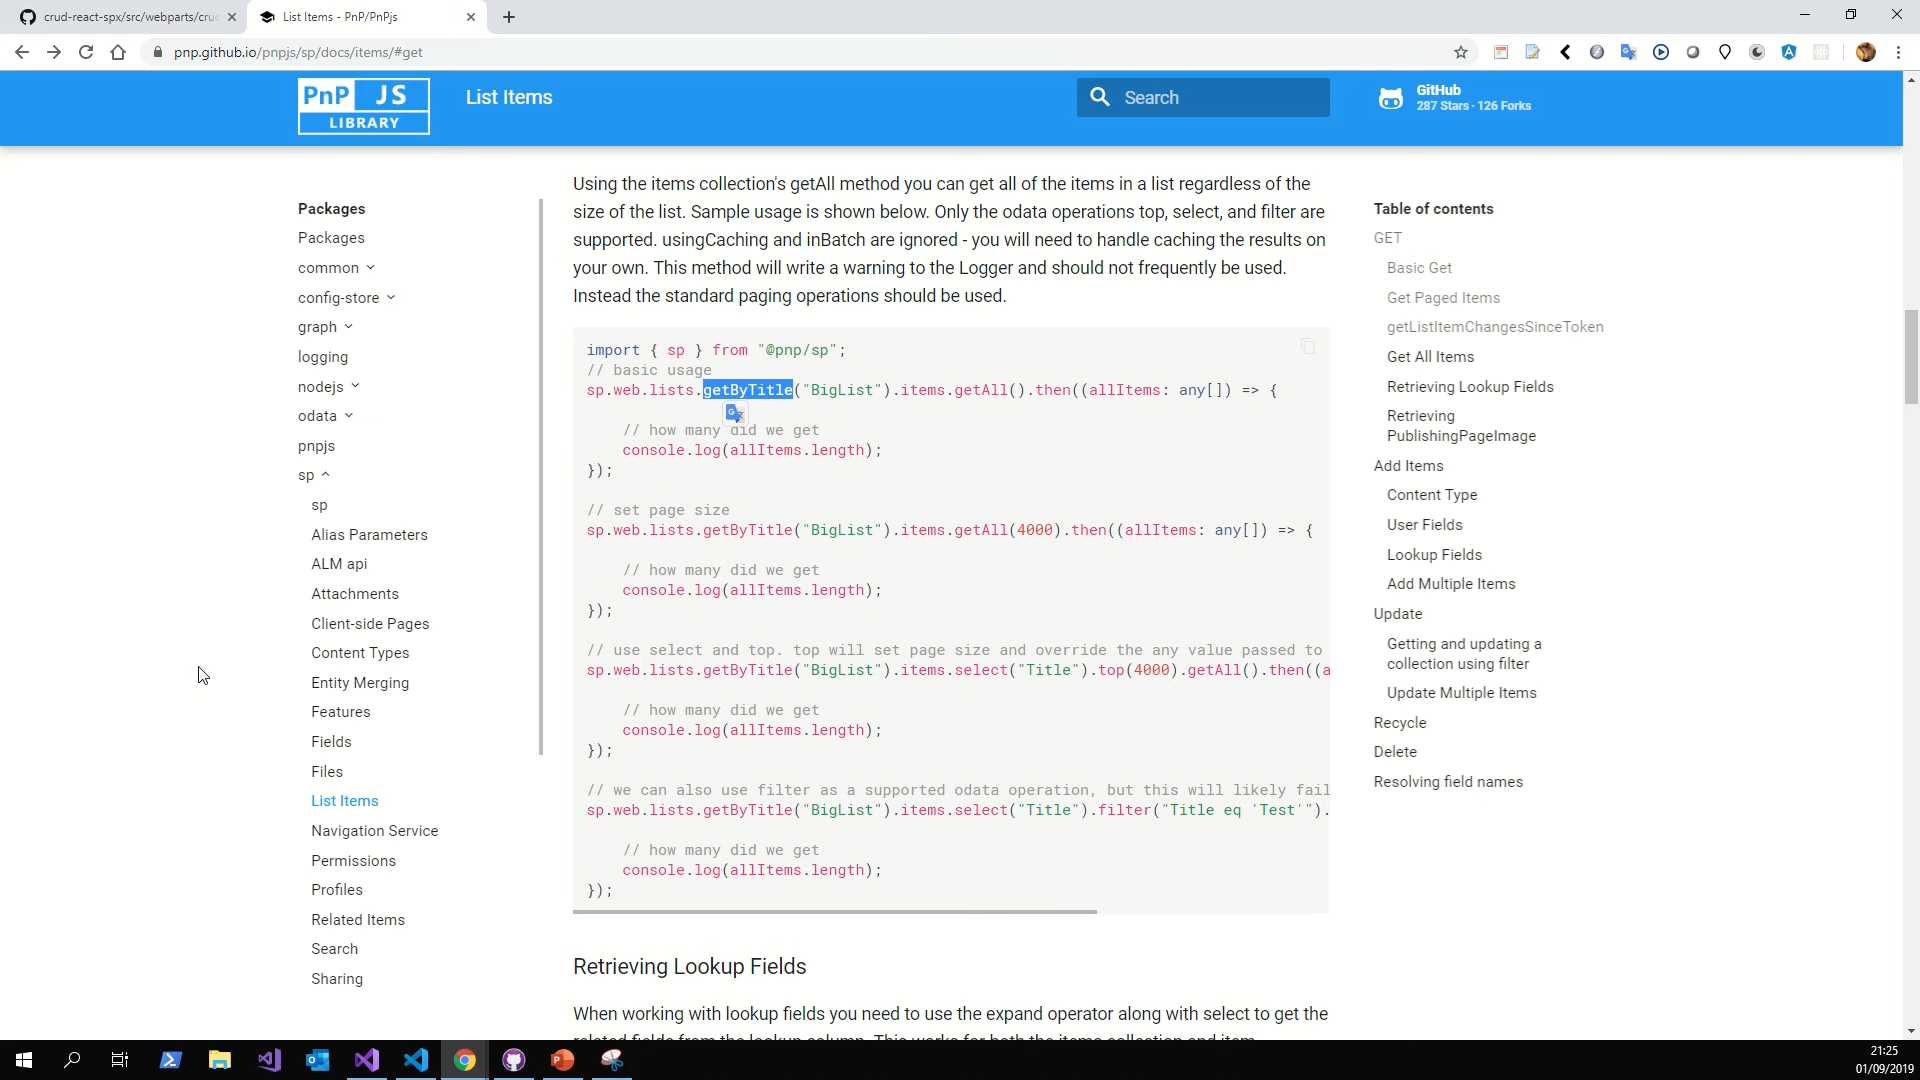 crud-react-spx/src/webparts/cruc
List Items - PnP/PnPjs
pnp.github.io/pnpjs/sp/docs/items/#get
PnP JS
LIBRARY
List Items
Search
GitHub
287 Stars · 126 Forks
Packages
Packages
common
config-store
graph
logging
nodejs
odata
pnpjs
sp
sp
Alias Parameters
ALM api
Attachments
Client-side Pages
Content Types
Entity Merging
Features
Fields
Files
List Items
Navigation Service
Permissions
Profiles
Related Items
Search
Sharing
Using the items collection's getAll method you can get all of the items in a list regardless of the
size of the list. Sample usage is shown below. Only the odata operations top, select, and filter are
supported. usingCaching and inBatch are ignored - you will need to handle caching the results on
your own. This method will write a warning to the Logger and should not frequently be used.
Instead the standard paging operations should be used.
import { sp } from "@pnp/sp";
// basic usage
sp.web.lists.getByTitle("BigList").items.getAll().then((allItems: any[]) => {
// how many did we get
console.log(allItems.length);
});
// set page size
sp.web.lists.getByTitle("BigList").items.getAll(4000).then((allItems: any[]) => {
// how many did we get
console.log(allItems.length);
});
// use select and top. top will set page size and override the any value passed to
sp.web.lists.getByTitle("BigList").items.select("Title").top(4000).getAll().then((a
// how many did we get
console.log(allItems.length);
});
// we can also use filter as a supported odata operation, but this will likely fail
sp.web.lists.getByTitle("BigList").items.select("Title").filter("Title eq 'Test'").
// how many did we get
console.log(allItems.length);
});
Retrieving Lookup Fields
When working with lookup fields you need to use the expand operator along with select to get the
related fields from the lookup column. This works for both the items collection and item
Table of contents
GET
Basic Get
Get Paged Items
getListItemChangesSinceToken
Get All Items
Retrieving Lookup Fields
Retrieving
PublishingPageImage
Add Items
Content Type
User Fields
Lookup Fields
Add Multiple Items
Update
Getting and updating a
collection using filter
Update Multiple Items
Recycle
Delete
Resolving field names
21:25
01/09/2019